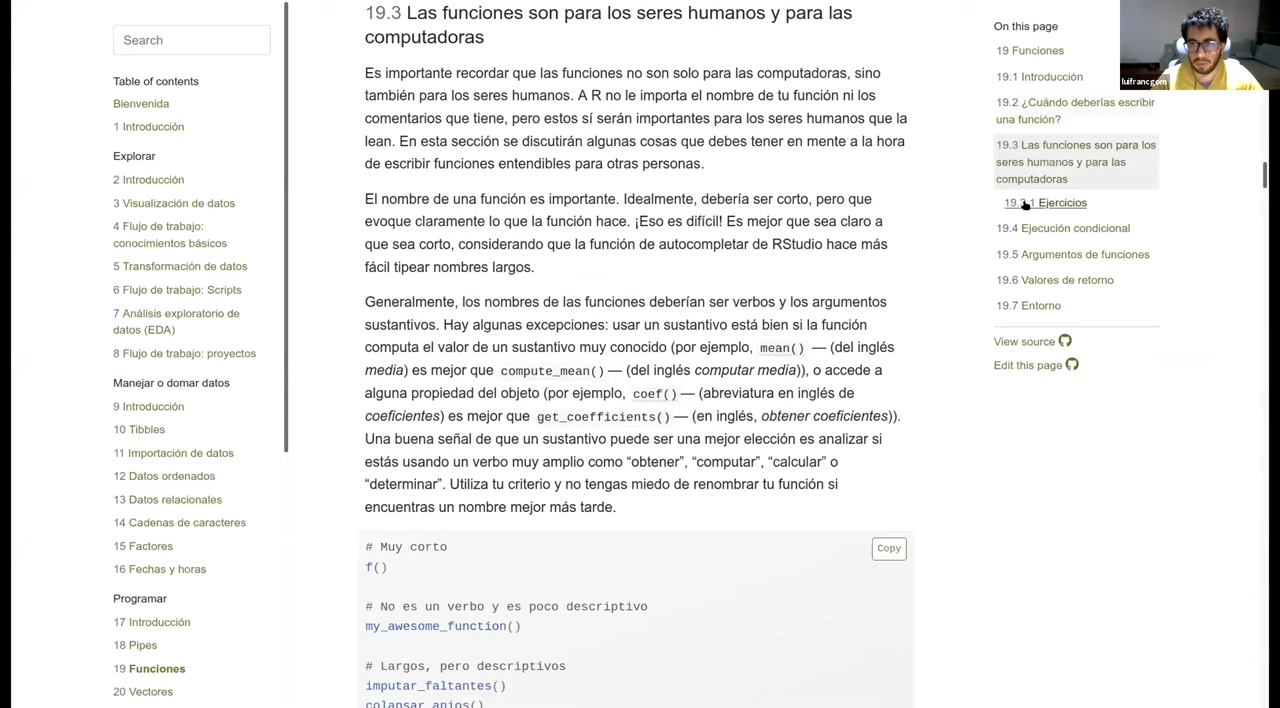 Search
Table of contents
Bienvenida
1 Introducción
Explorar
2 Introducción
3 Visualización de datos
4 Flujo de trabajo:
conocimientos básicos
5 Transformación de datos
6 Flujo de trabajo: Scripts
7 Análisis exploratorio de
datos (EDA)
8 Flujo de trabajo: proyectos
Manejar o domar datos
9 Introducción
10 Tibbles
11 Importación de datos
12 Datos ordenados
13 Datos relacionales
14 Cadenas de caracteres
15 Factores
16 Fechas y horas
Programar
17 Introducción
18 Pipes
19 Funciones
20 Vectores
19.3 Las funciones son para los seres humanos y para las
computadoras
Es importante recordar que las funciones no son solo para las computadoras, sino
también para los seres humanos. A R no le importa el nombre de tu función ni los
comentarios que tiene, pero estos sí serán importantes para los seres humanos que la
lean. En esta sección se discutirán algunas cosas que debes tener en mente a la hora
de escribir funciones entendibles para otras personas.
El nombre de una función es importante. Idealmente, debería ser corto, pero que
evoque claramente lo que la función hace. ¡Eso es difícil! Es mejor que sea claro a
que sea corto, considerando que la función de autocompletar de RStudio hace más
fácil tipear nombres largos.
Generalmente, los nombres de las funciones deberían ser verbos y los argumentos
sustantivos. Hay algunas excepciones: usar un sustantivo está bien si la función
computa el valor de un sustantivo muy conocido (por ejemplo, mean() — (del inglés
media) es mejor que compute_mean() — (del inglés computar media)), o accede a
alguna propiedad del objeto (por ejemplo, coef() — (abreviatura en inglés de
coeficientes) es mejor que get_coefficients() — (en inglés, obtener coeficientes)).
Una buena señal de que un sustantivo puede ser una mejor elección es analizar si
estás usando un verbo muy amplio como “obtener”, “computar”, “calcular” o
“determinar”. Utiliza tu criterio y no tengas miedo de renombrar tu función si
encuentras un nombre mejor más tarde.
Copy
# Muy corto
f()
# No es un verbo y es poco descriptivo
my_awesome_function()
# Largos, pero descriptivos
imputar_faltantes()
colapsar_anios()
On this page
19 Funciones
19.1 Introducción
19.2 ¿Cuándo deberías escribir
una función?
19.3 Las funciones son para los
seres humanos y para las
computadoras
19.3.1 Ejercicios
19.4 Ejecución condicional
19.5 Argumentos de funciones
19.6 Valores de retorno
19.7 Entorno
View source
Edit this page
luifrancgom